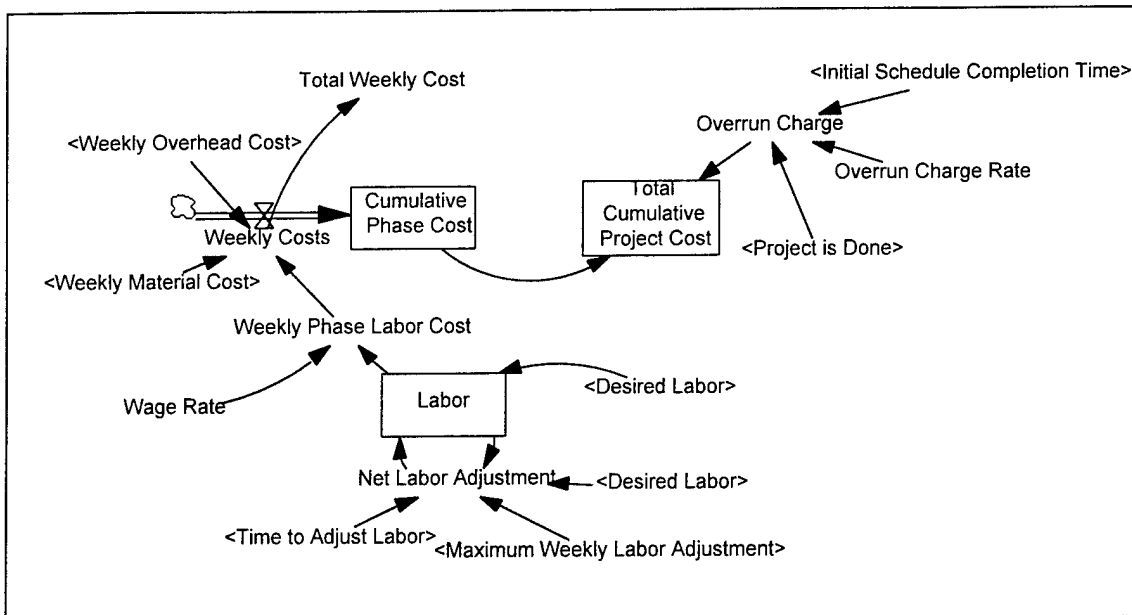 <Initial Schedule Completion Time>
Total Weekly Cost
Overrun Charge
<Weekly Overhead Cost>
Overrun Charge Rate
Cumulative
Phase Cost
Total
Cumulative
Project Cost
Weekly Costs
<Project is Done>
<Weekly Material Cost>
Weekly Phase Labor Cost
<Desired Labor>
Wage Rate
Labor
Net Labor Adjustment
<Desired Labor>
<Time to Adjust Labor>
<Maximum Weekly Labor Adjustment>